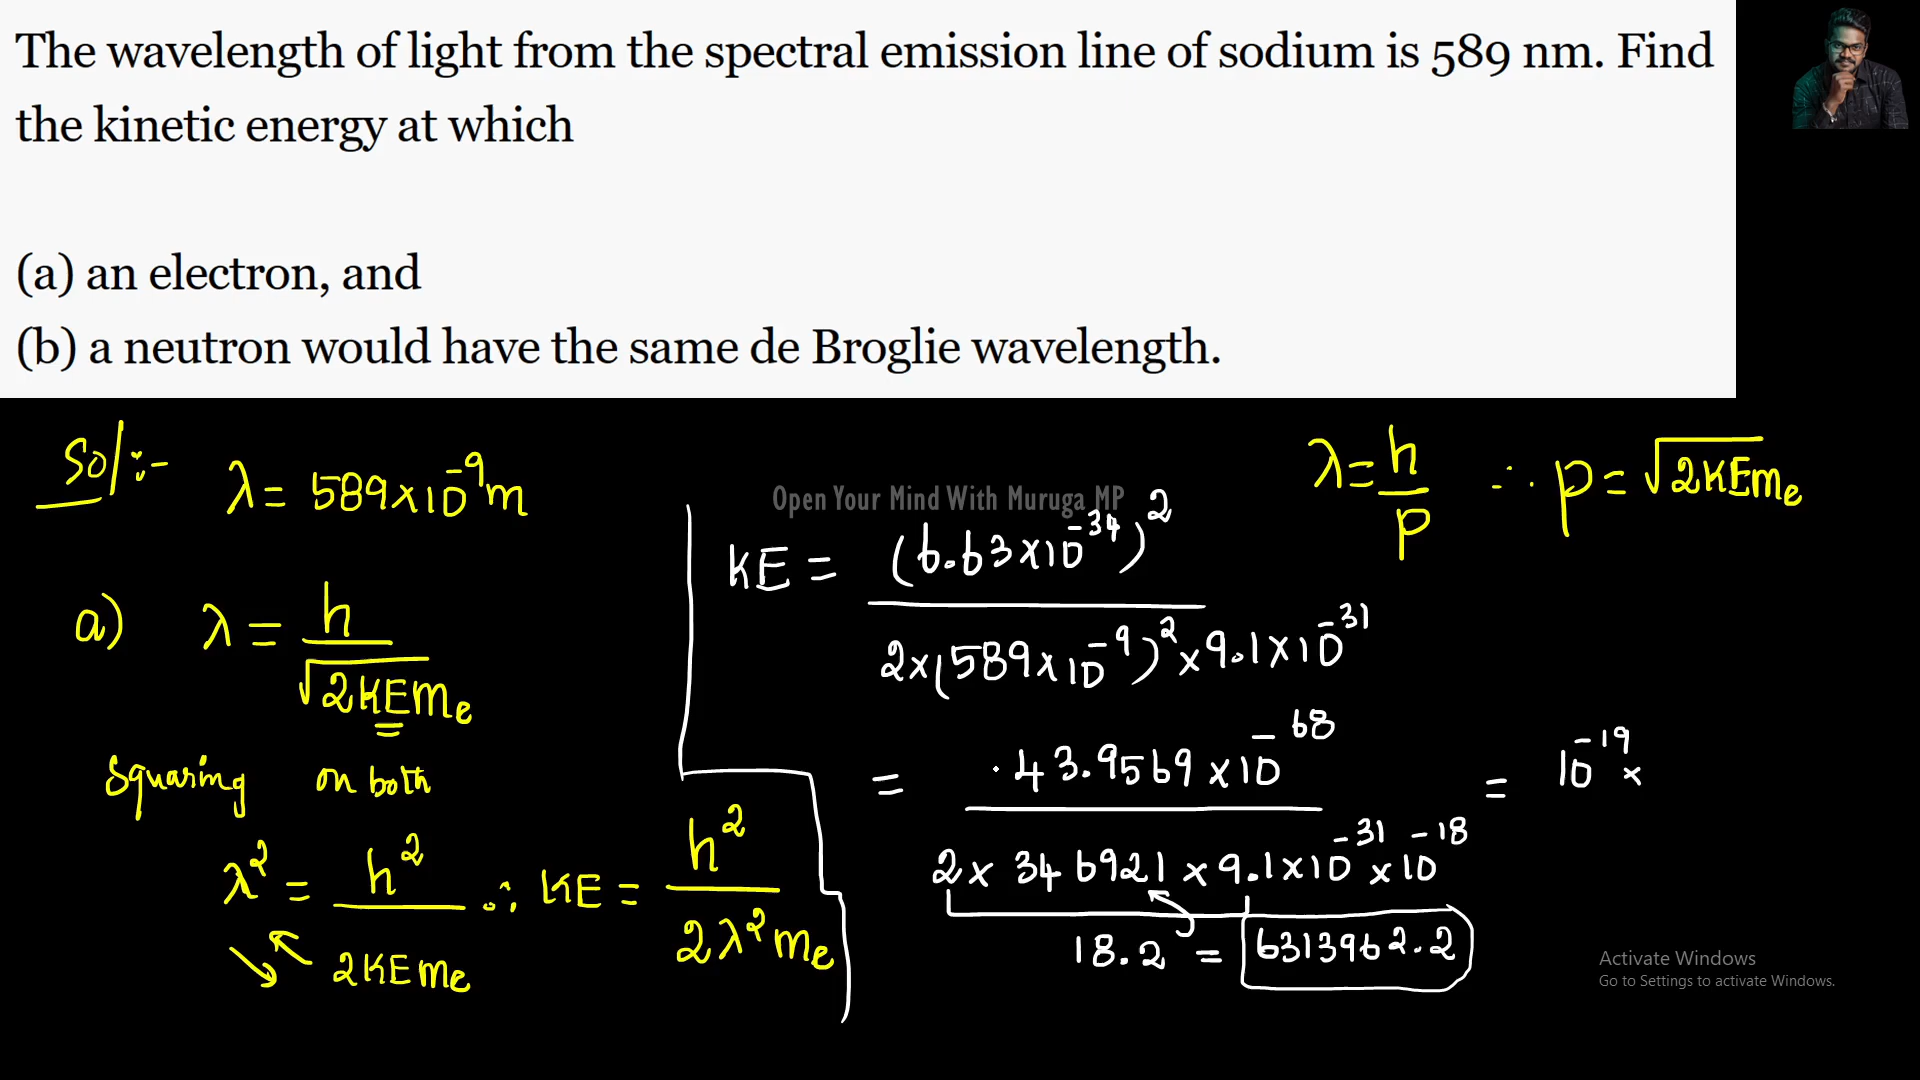 The wavelength of light from the spectral emission line of sodium is 589 nm. Find
the kinetic energy at which
(a) an electron, and
(b) a neutron would have the same de Broglie wavelength.
Sol:-
λ = 589×10⁻⁹m
a) λ = h / √2KEmₑ
Squaring on both
λ² = h² / 2KEmₑ ∴ KE = h² / 2λ²mₑ
Open Your Mind With Muruga MP
λ = h / p ∴ p = √2KEmₑ
KE = (6.63×10⁻³⁴)² / 2×(589×10⁻⁹)²×9.1×10⁻³¹
= 43.9569×10⁻⁶⁸ / 2×346921×9.1×10⁻³¹×10⁻¹⁸ = 10⁻¹⁹×
18.2 = 6313962.2
Activate Windows
Go to Settings to activate Windows.